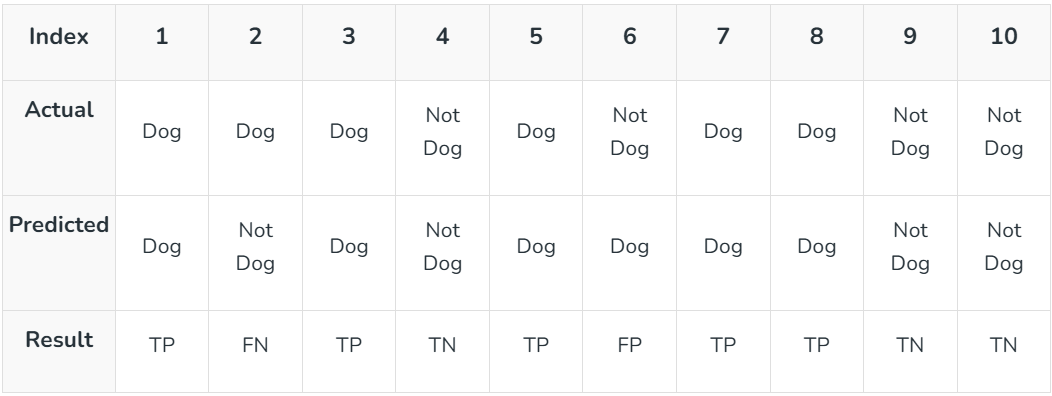 Index 1 2 3 4 5 6 7 8 9 10
Actual Dog Dog Dog Not Dog Dog Not Dog Dog Dog Not Dog Not Dog
Predicted Dog Not Dog Dog Not Dog Dog Dog Dog Dog Not Dog Not Dog
Result TP FN TP TN TP FP TP TP TN TN